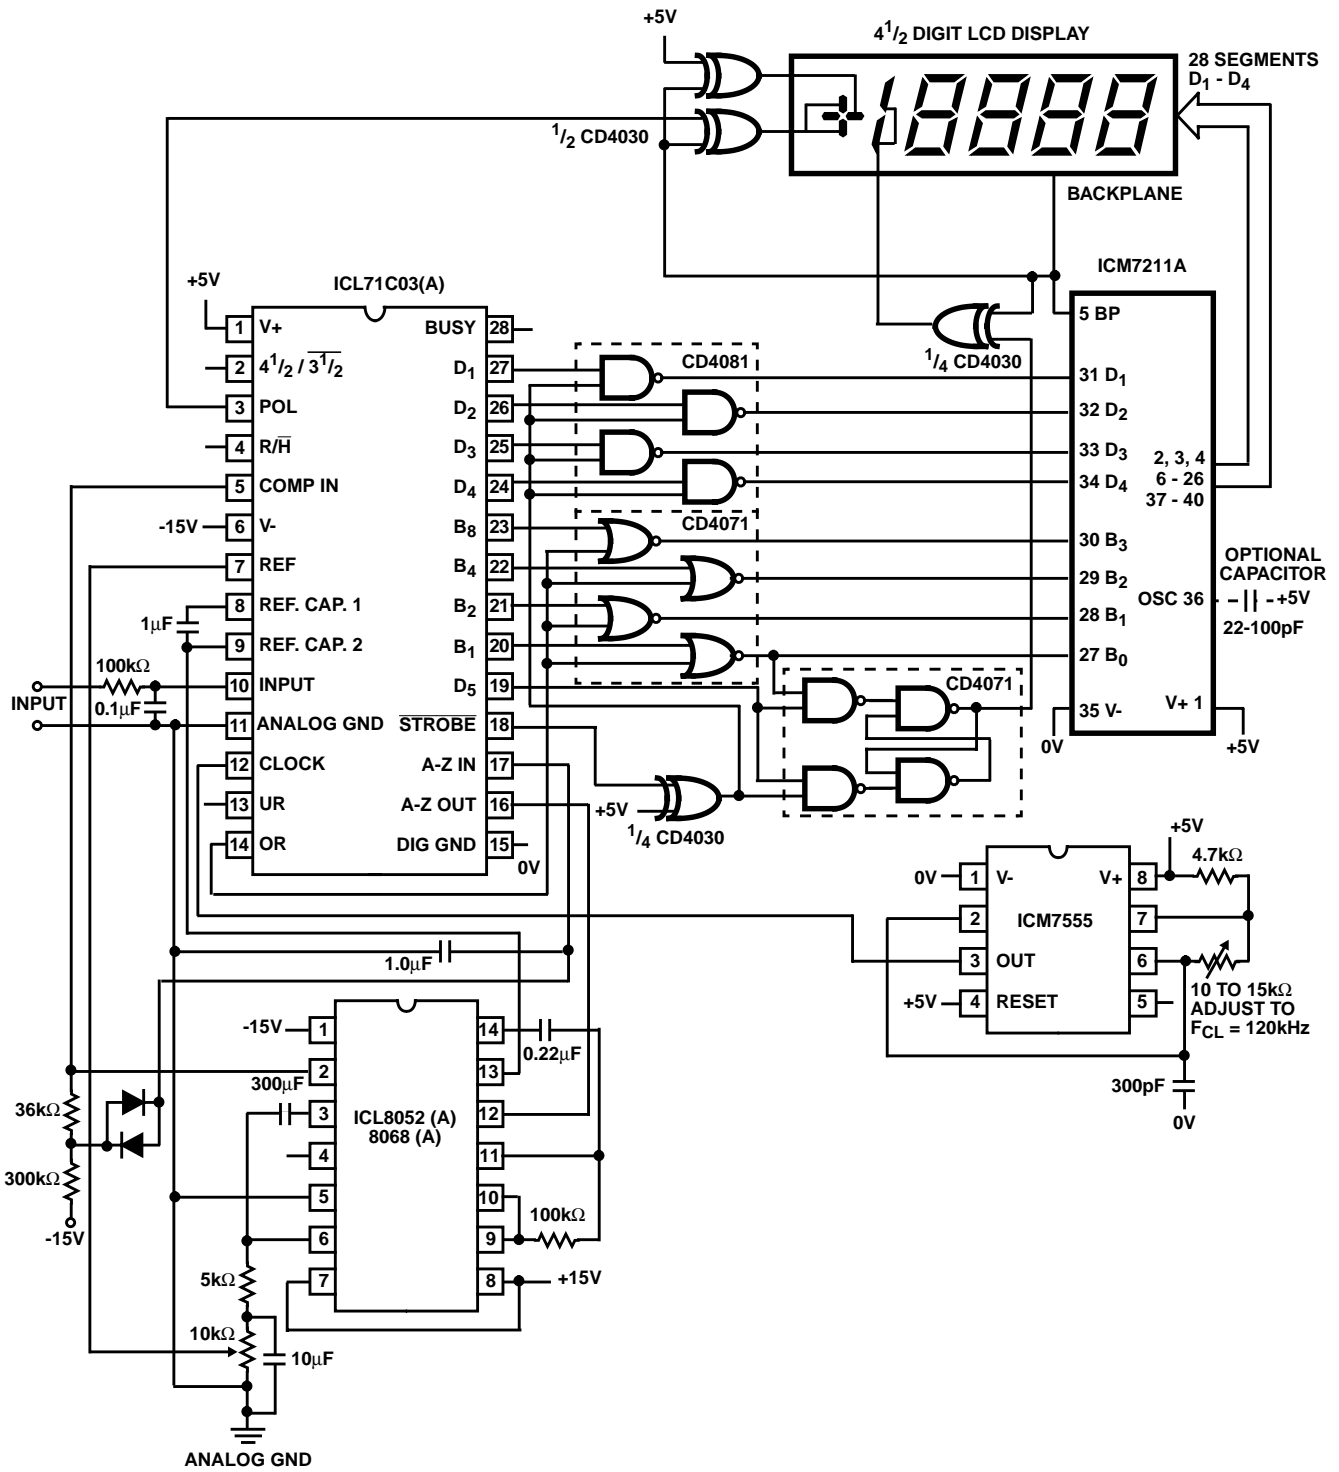 +5V
4 1/2 DIGIT LCD DISPLAY
28 SEGMENTS
D1 - D4
1/2 CD4030
BACKPLANE
ICM7211A
+5V
ICL71C03(A)
1 V+
2 4 1/2 / 3 1/2
3 POL
4 R/H
5 COMP IN
-15V
6 V-
7 REF
8 REF. CAP. 1
1μF
9 REF. CAP. 2
100kΩ
10 INPUT
INPUT
0.1μF
11 ANALOG GND
12 CLOCK
13 UR
14 OR
BUSY 28
D1 27
D2 26
D3 25
D4 24
B8 23
B4 22
B2 21
B1 20
D5 19
STROBE 18
A-Z IN 17
A-Z OUT 16
DIG GND 15
0V
CD4081
CD4071
CD4071
+5V
1/4 CD4030
1/4 CD4030
5 BP
31 D1
32 D2
33 D3
34 D4
30 B3
29 B2
28 B1
27 B0
35 V-
0V
2, 3, 4
6 - 26
37 - 40
OSC 36
V+ 1
+5V
OPTIONAL
CAPACITOR
+5V
22-100pF
+5V
4.7kΩ
0V
1 V-
V+ 8
ICM7555
2
7
3 OUT
6
+5V
4 RESET
5
10 TO 15kΩ
ADJUST TO
FCL = 120kHz
300pF
0V
1.0μF
-15V
1
14
0.22μF
2
13
300μF
3
12
ICL8052 (A)
8068 (A)
4
11
5
10
100kΩ
6
9
7
8
+15V
36kΩ
300kΩ
-15V
5kΩ
10kΩ
10μF
ANALOG GND